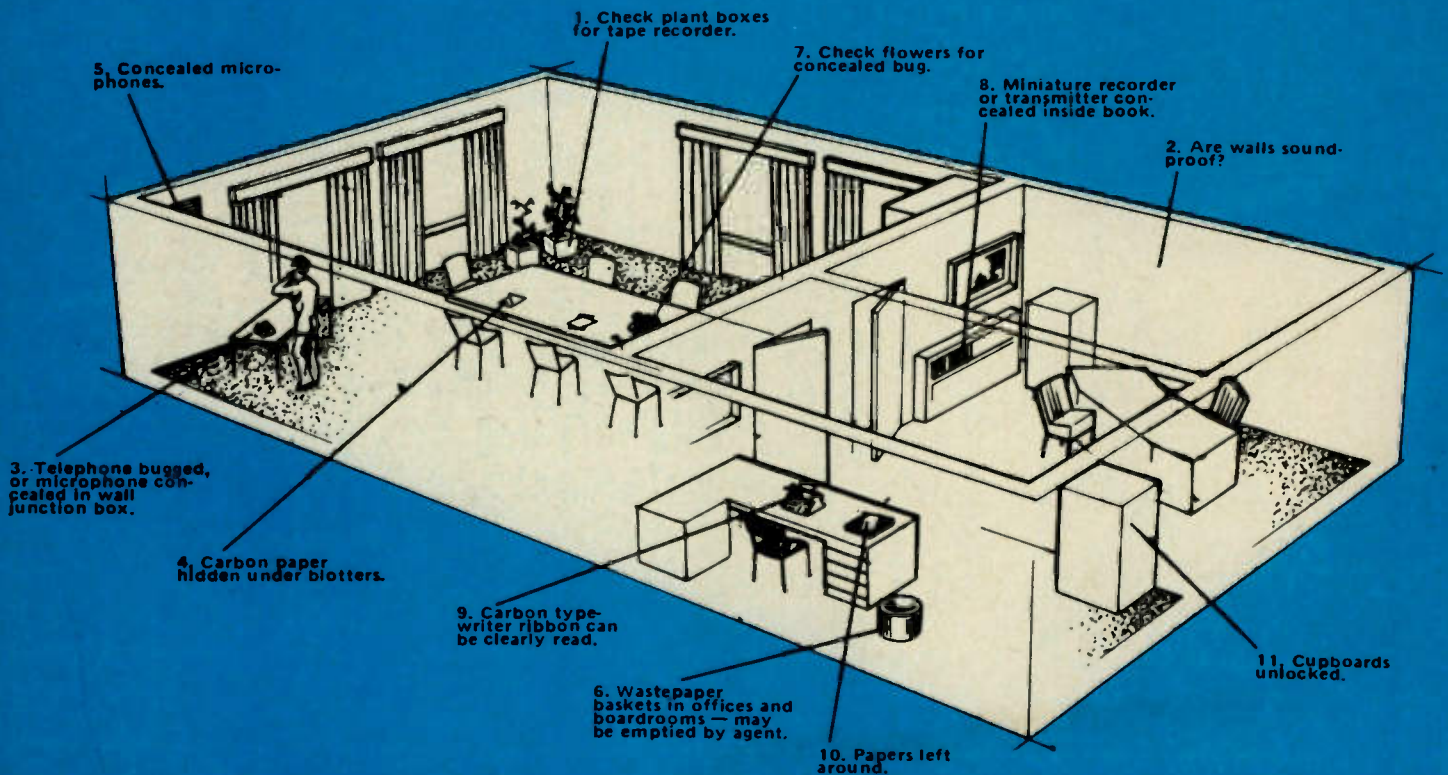 1. Check plant boxes
for tape recorder.
5. Concealed micro-
phones.
7. Check flowers for
concealed bug.
8. Miniature recorder
or transmitter con-
cealed inside book.
2. Are walls sound-
proof?
3. Telephone bugged,
or microphone con-
cealed in wall
junction box.
4. Carbon paper
hidden under blotters.
9. Carbon type-
writer ribbon can
be clearly read.
6. Wastepaper
baskets in offices and
boardrooms — may
be emptied by agent.
10. Papers left
around.
11. Cupboards
unlocked.